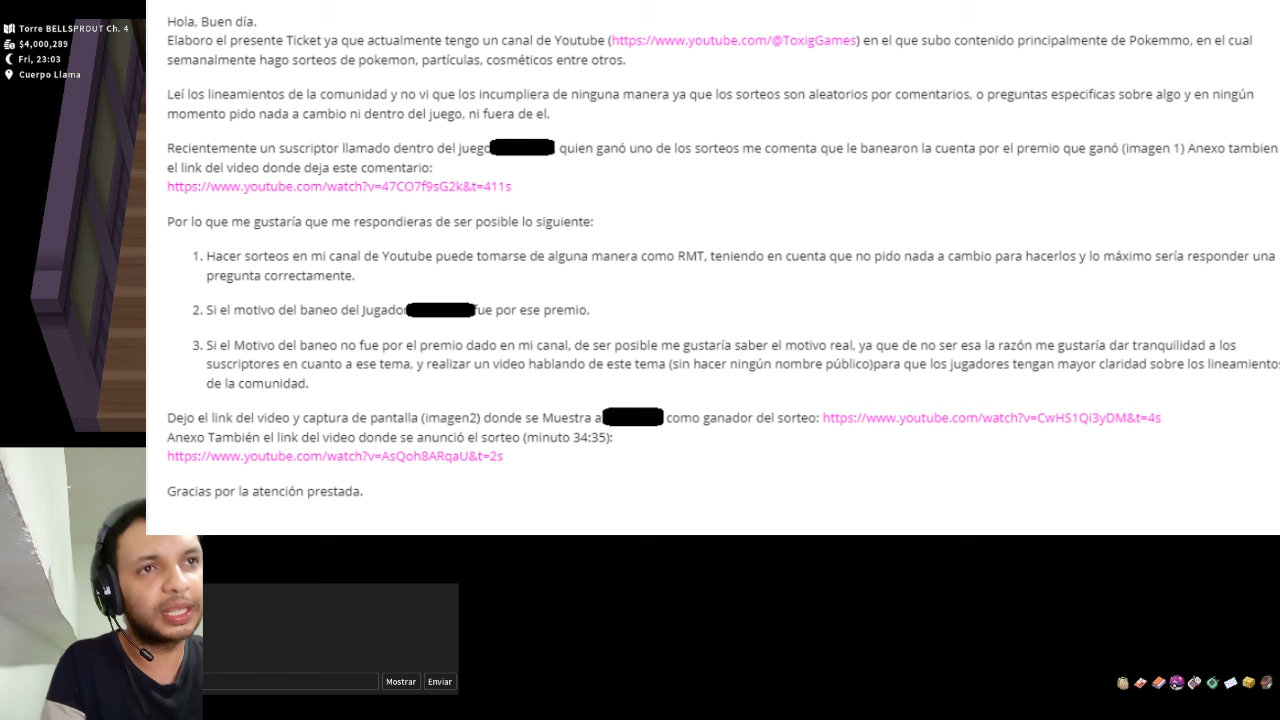 Torre BELLSPROUT Ch. 4
$4,000,289
Fri, 23:03
Cuerpo Llama
Hola, Buen día.
Elaboro el presente Ticket ya que actualmente tengo un canal de Youtube (https://www.youtube.com/@ToxigGames) en el que subo contenido principalmente de Pokemmo, en el cual
semanalmente hago sorteos de pokemon, partículas, cosméticos entre otros.
Leí los lineamientos de la comunidad y no vi que los incumpliera de ninguna manera ya que los sorteos son aleatorios por comentarios, o preguntas especificas sobre algo y en ningún
momento pido nada a cambio ni dentro del juego, ni fuera de el.
Recientemente un suscriptor llamado dentro del juego quien ganó uno de los sorteos me comenta que le banearon la cuenta por el premio que ganó (imagen 1) Anexo tambien
el link del video donde deja este comentario:
https://www.youtube.com/watch?v=47CO7f9sG2k&t=411s
Por lo que me gustaría que me respondieras de ser posible lo siguiente:
1. Hacer sorteos en mi canal de Youtube puede tomarse de alguna manera como RMT, teniendo en cuenta que no pido nada a cambio para hacerlos y lo máximo sería responder una
pregunta correctamente.
2. Si el motivo del baneo del Jugador fue por ese premio.
3. Si el Motivo del baneo no fue por el premio dado en mi canal, de ser posible me gustaría saber el motivo real, ya que de no ser esa la razón me gustaría dar tranquilidad a los
suscriptores en cuanto a ese tema, y realizar un video hablando de este tema (sin hacer ningún nombre público)para que los jugadores tengan mayor claridad sobre los lineamientos
de la comunidad.
Dejo el link del video y captura de pantalla (imagen2) donde se Muestra a como ganador del sorteo: https://www.youtube.com/watch?v=CwHS1Qi3yDM&t=4s
Anexo También el link del video donde se anunció el sorteo (minuto 34:35):
https://www.youtube.com/watch?v=AsQoh8ARqaU&t=2s
Gracias por la atención prestada.
Mostrar Enviar